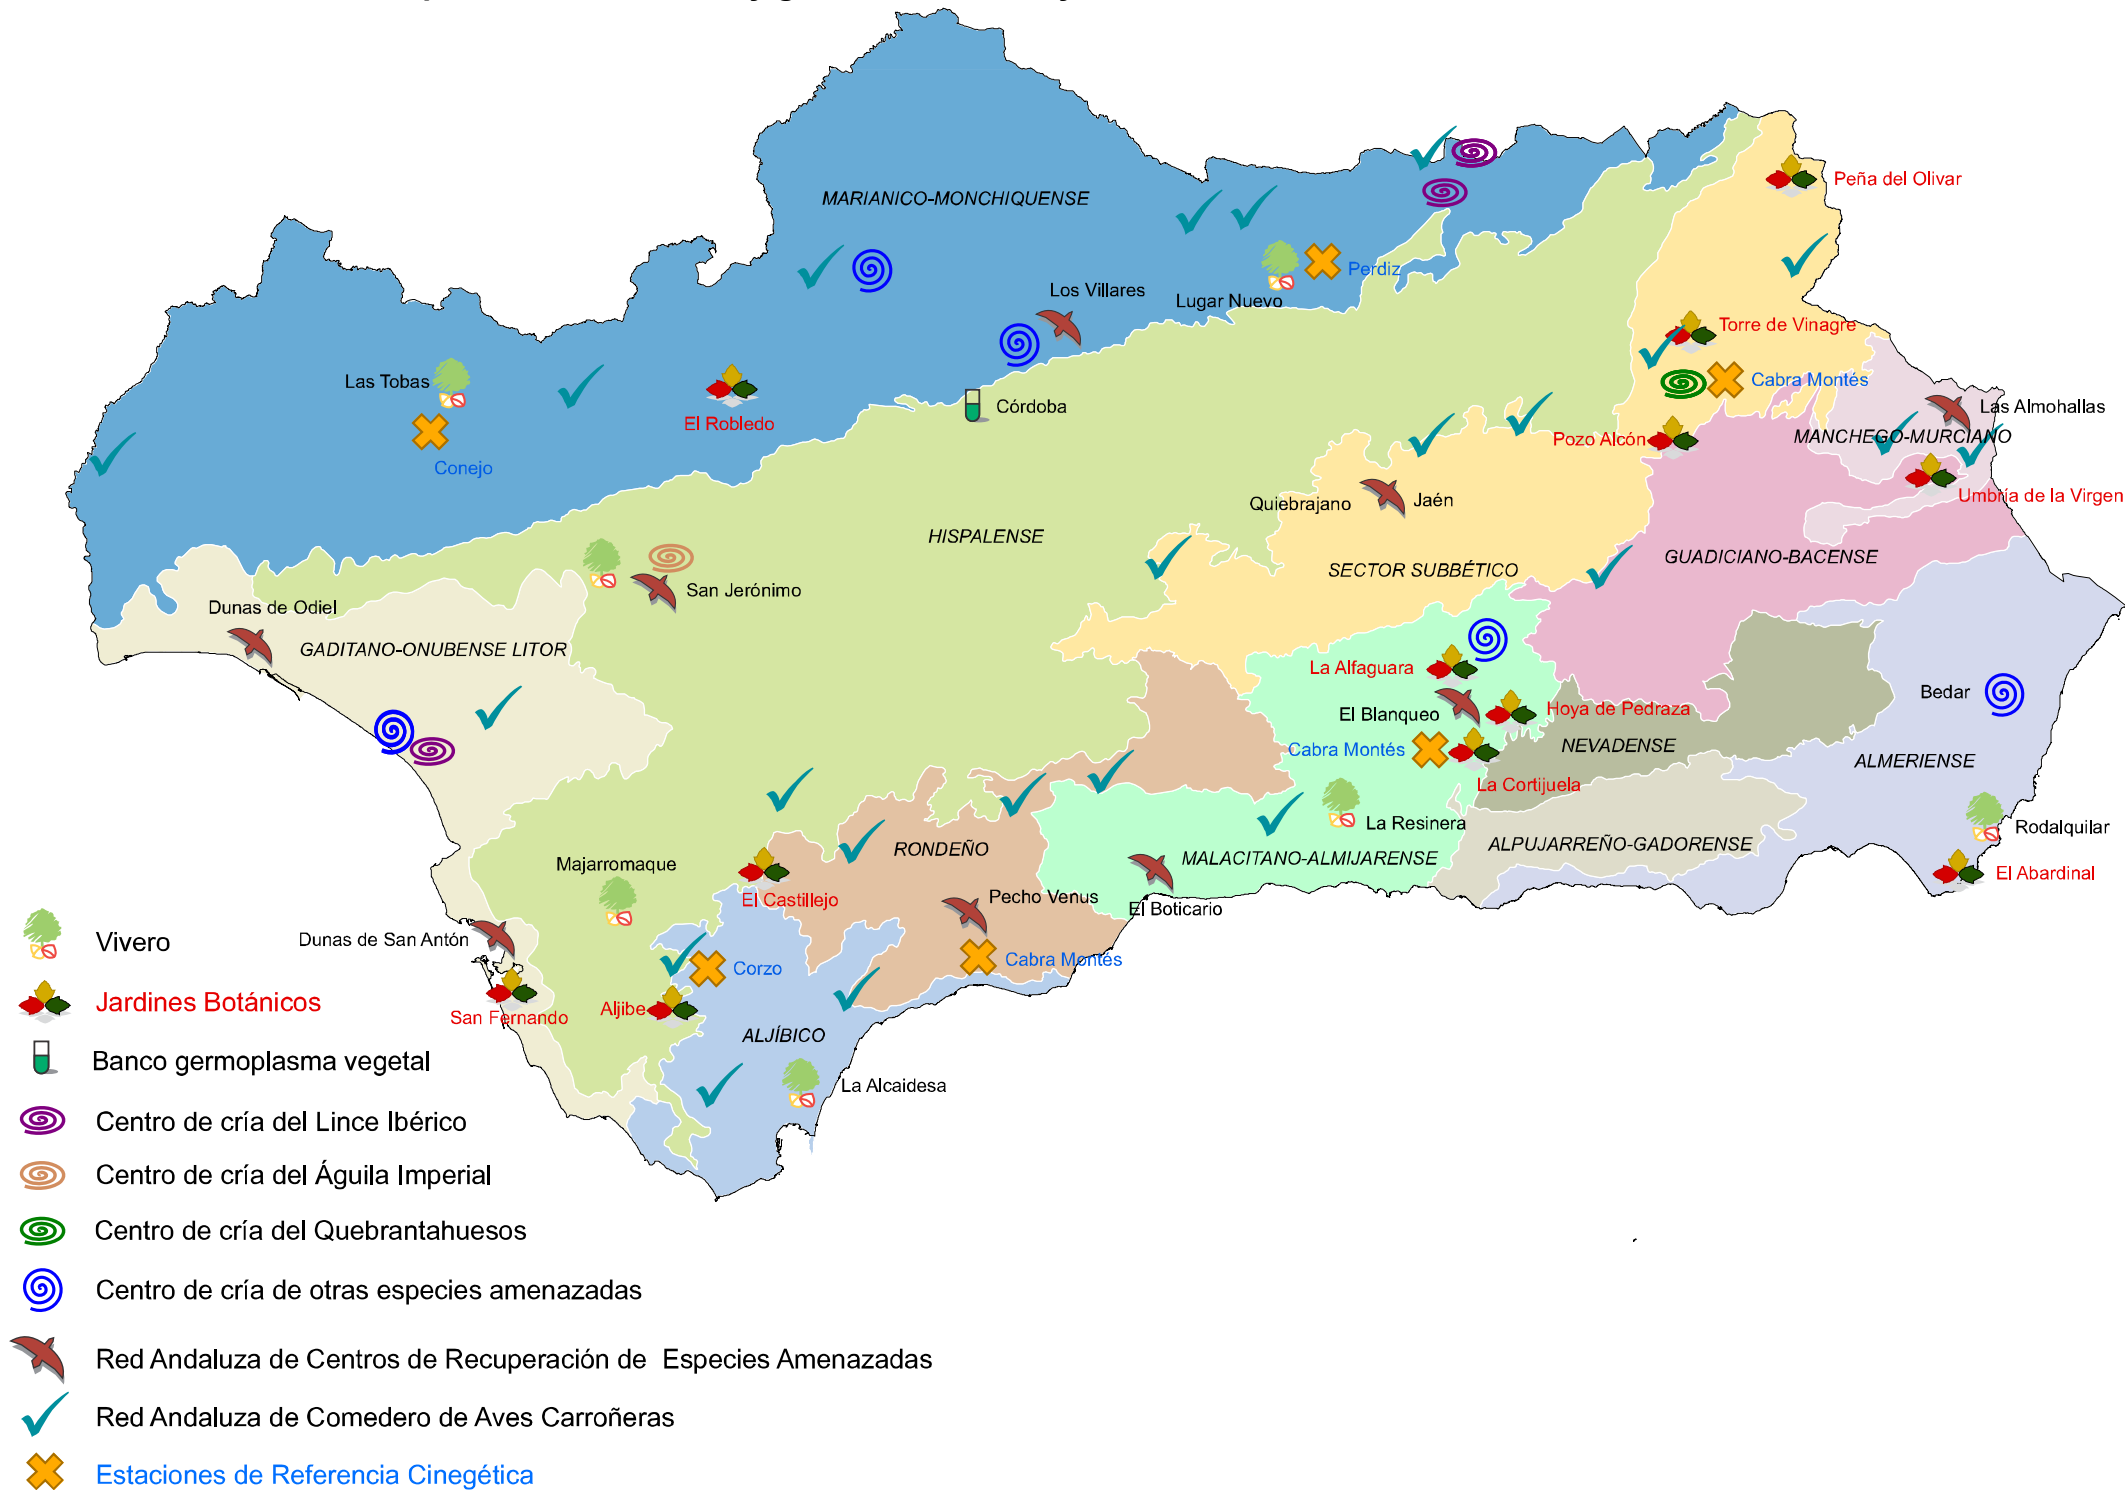 Peña del Olivar
MARIANICO-MONCHIQUENSE
Perdiz
Los Villares
Lugar Nuevo
Torre de Vinagre
Las Tobas
Cabra Montés
Córdoba
Las Almohallas
El Robledo
Pozo Alcón
MANCHEGO-MURCIANO
Conejo
Umbría de la Virgen
Quiebrajano
Jaén
HISPALENSE
GUADICIANO-BACENSE
SECTOR SUBBÉTICO
San Jerónimo
Dunas de Odiel
GADITANO-ONUBENSE LITOR
La Alfaguara
Bedar
El Blanqueo
Hoya de Pedraza
Cabra Montés
NEVADENSE
ALMERIENSE
La Cortijuela
La Resinera
Rodalquilar
RONDEÑO
MALACITANO-ALMIJARENSE
ALPUJARREÑO-GADORENSE
Majarromaque
El Abardinal
El Castillejo
Pecho Venus
El Boticario
Dunas de San Antón
Cabra Montés
Corzo
San Fernando
Aljibe
ALJÍBICO
La Alcaidesa
Vivero
Jardines Botánicos
Banco germoplasma vegetal
Centro de cría del Lince Ibérico
Centro de cría del Águila Imperial
Centro de cría del Quebrantahuesos
Centro de cría de otras especies amenazadas
Red Andaluza de Centros de Recuperación de Especies Amenazadas
Red Andaluza de Comedero de Aves Carroñeras
Estaciones de Referencia Cinegética